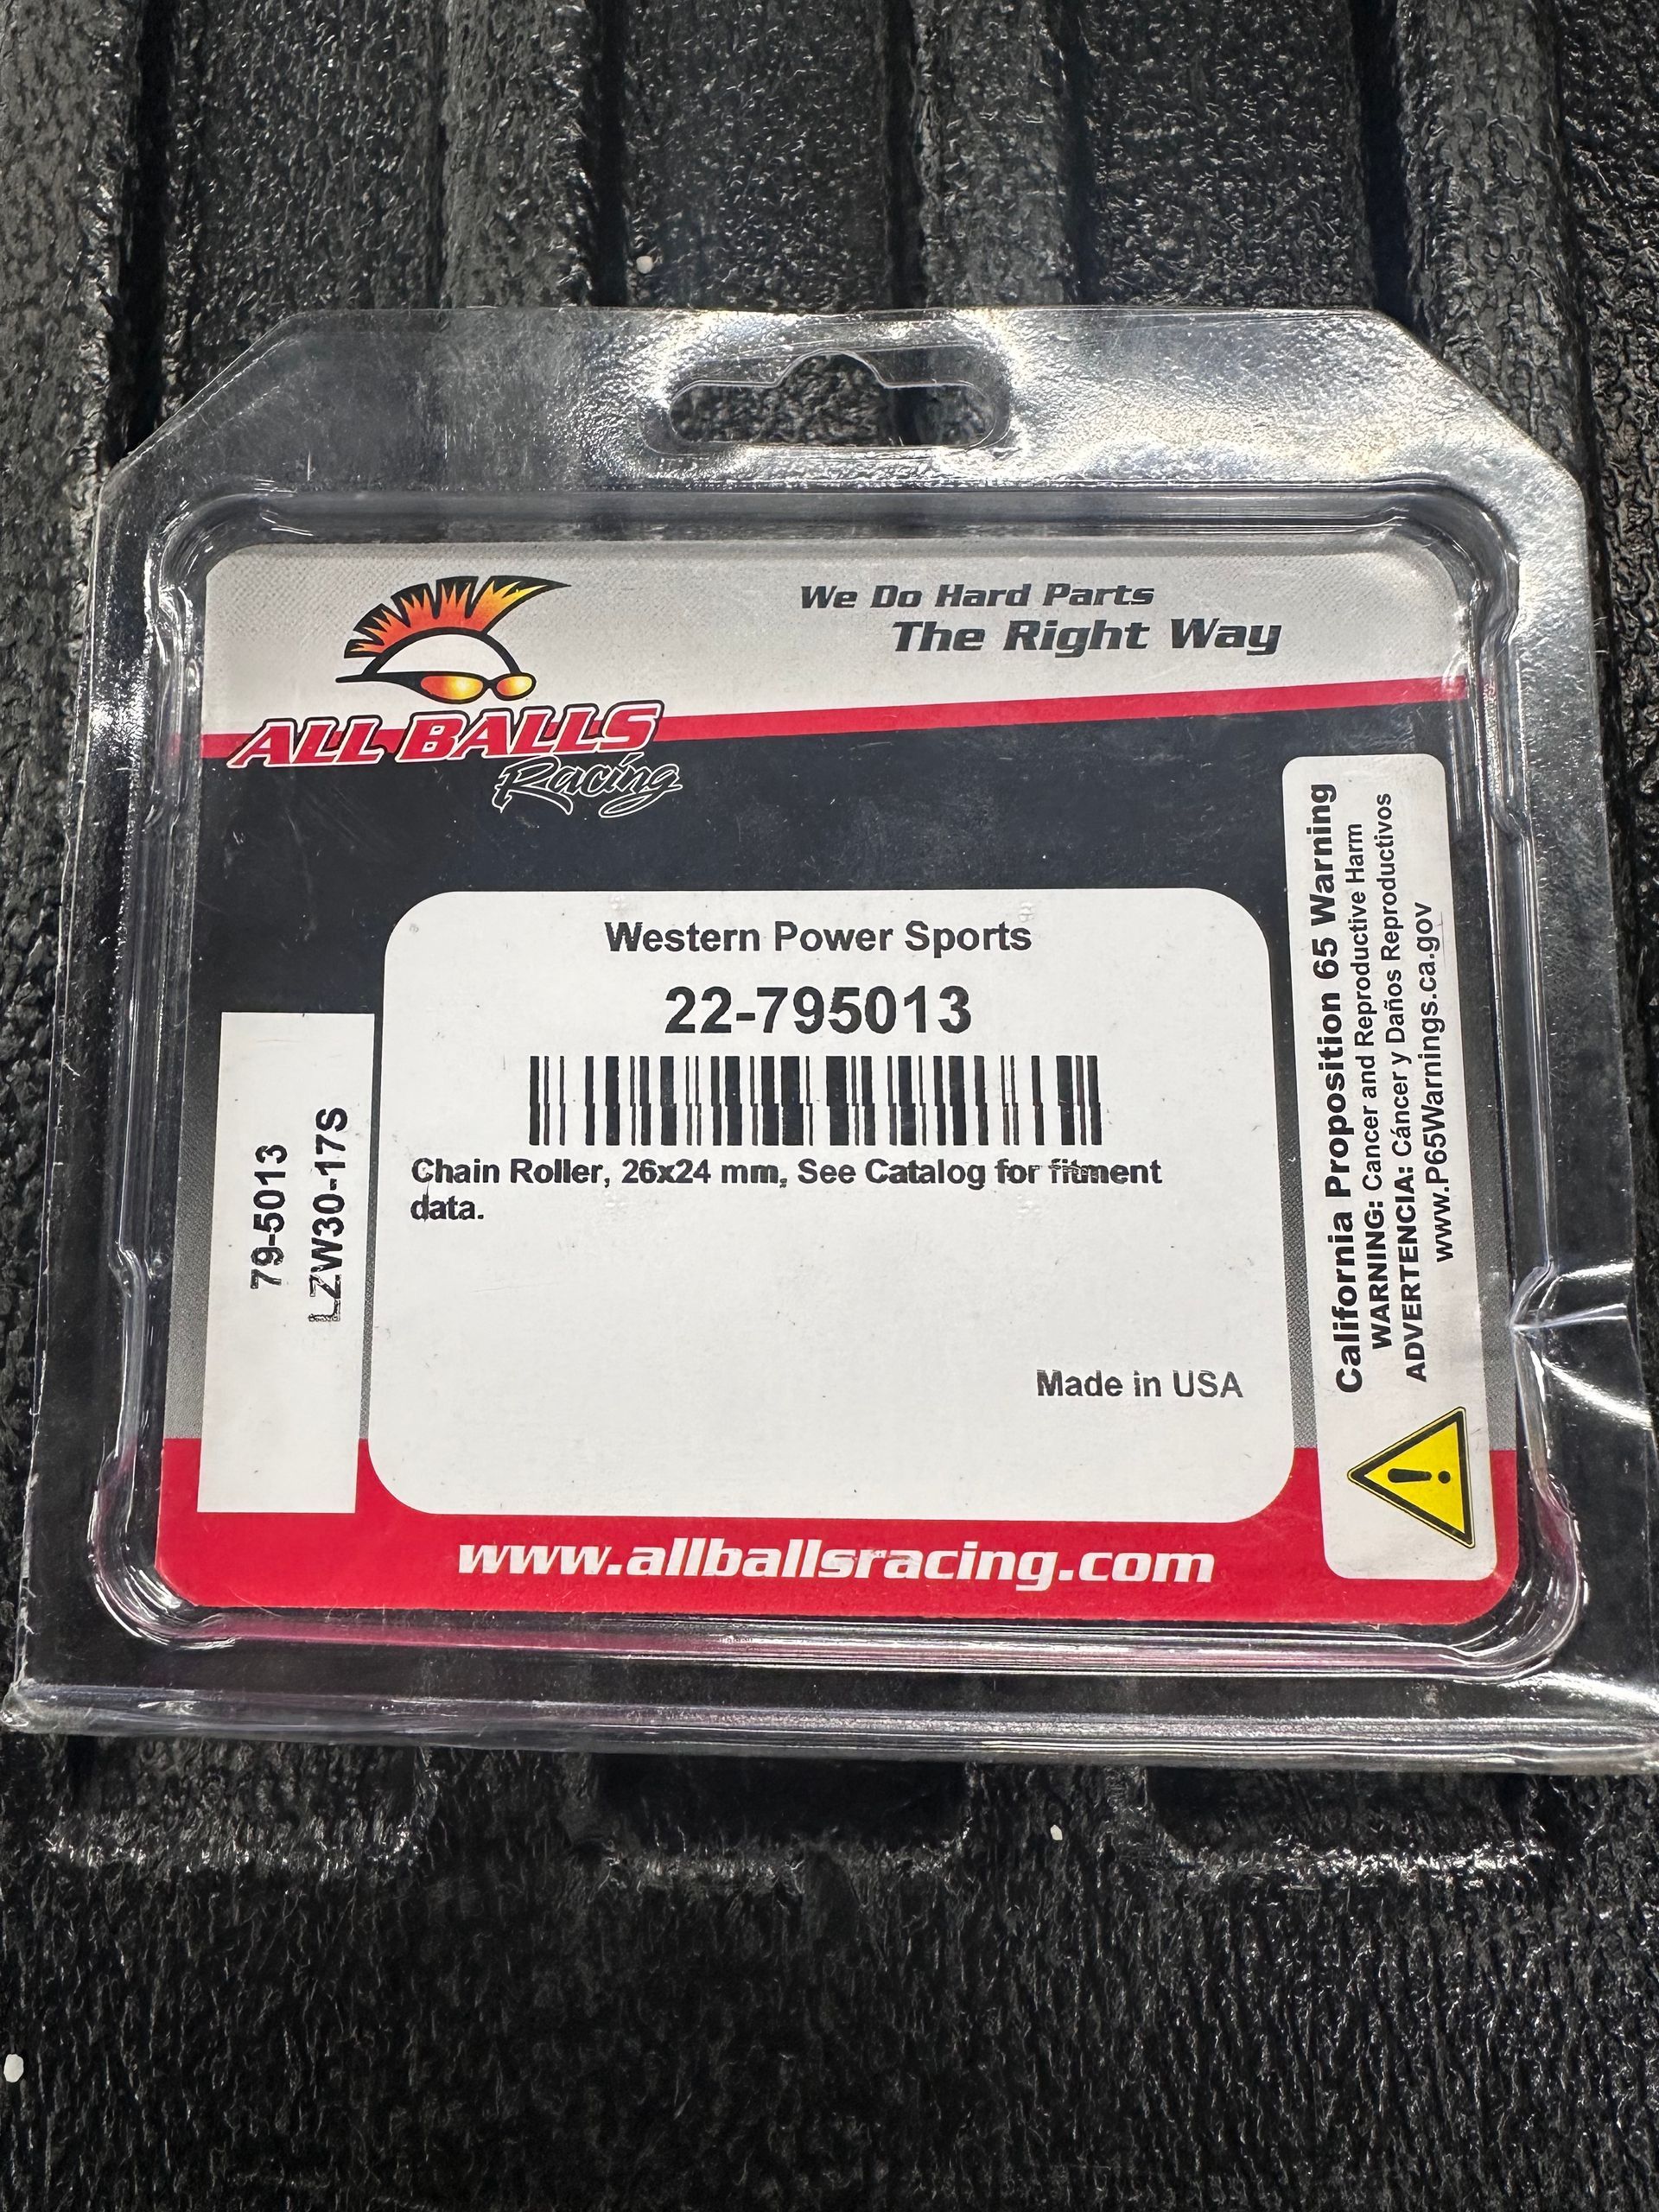 We Do Hard Parts
The Right Way
ALL BALLS
Racing
Western Power Sports
22-795013
Chain Roller, 26x24 mm, See Catalog for fitment
data.
Made in USA
79-5013
LZW30-17S
California Proposition 65 Warning
WARNING: Cancer and Reproductive Harm
ADVERTENCIA: Cáncer y Daños Reproductivos
www.P65Warnings.ca.gov
www.allballsracing.com